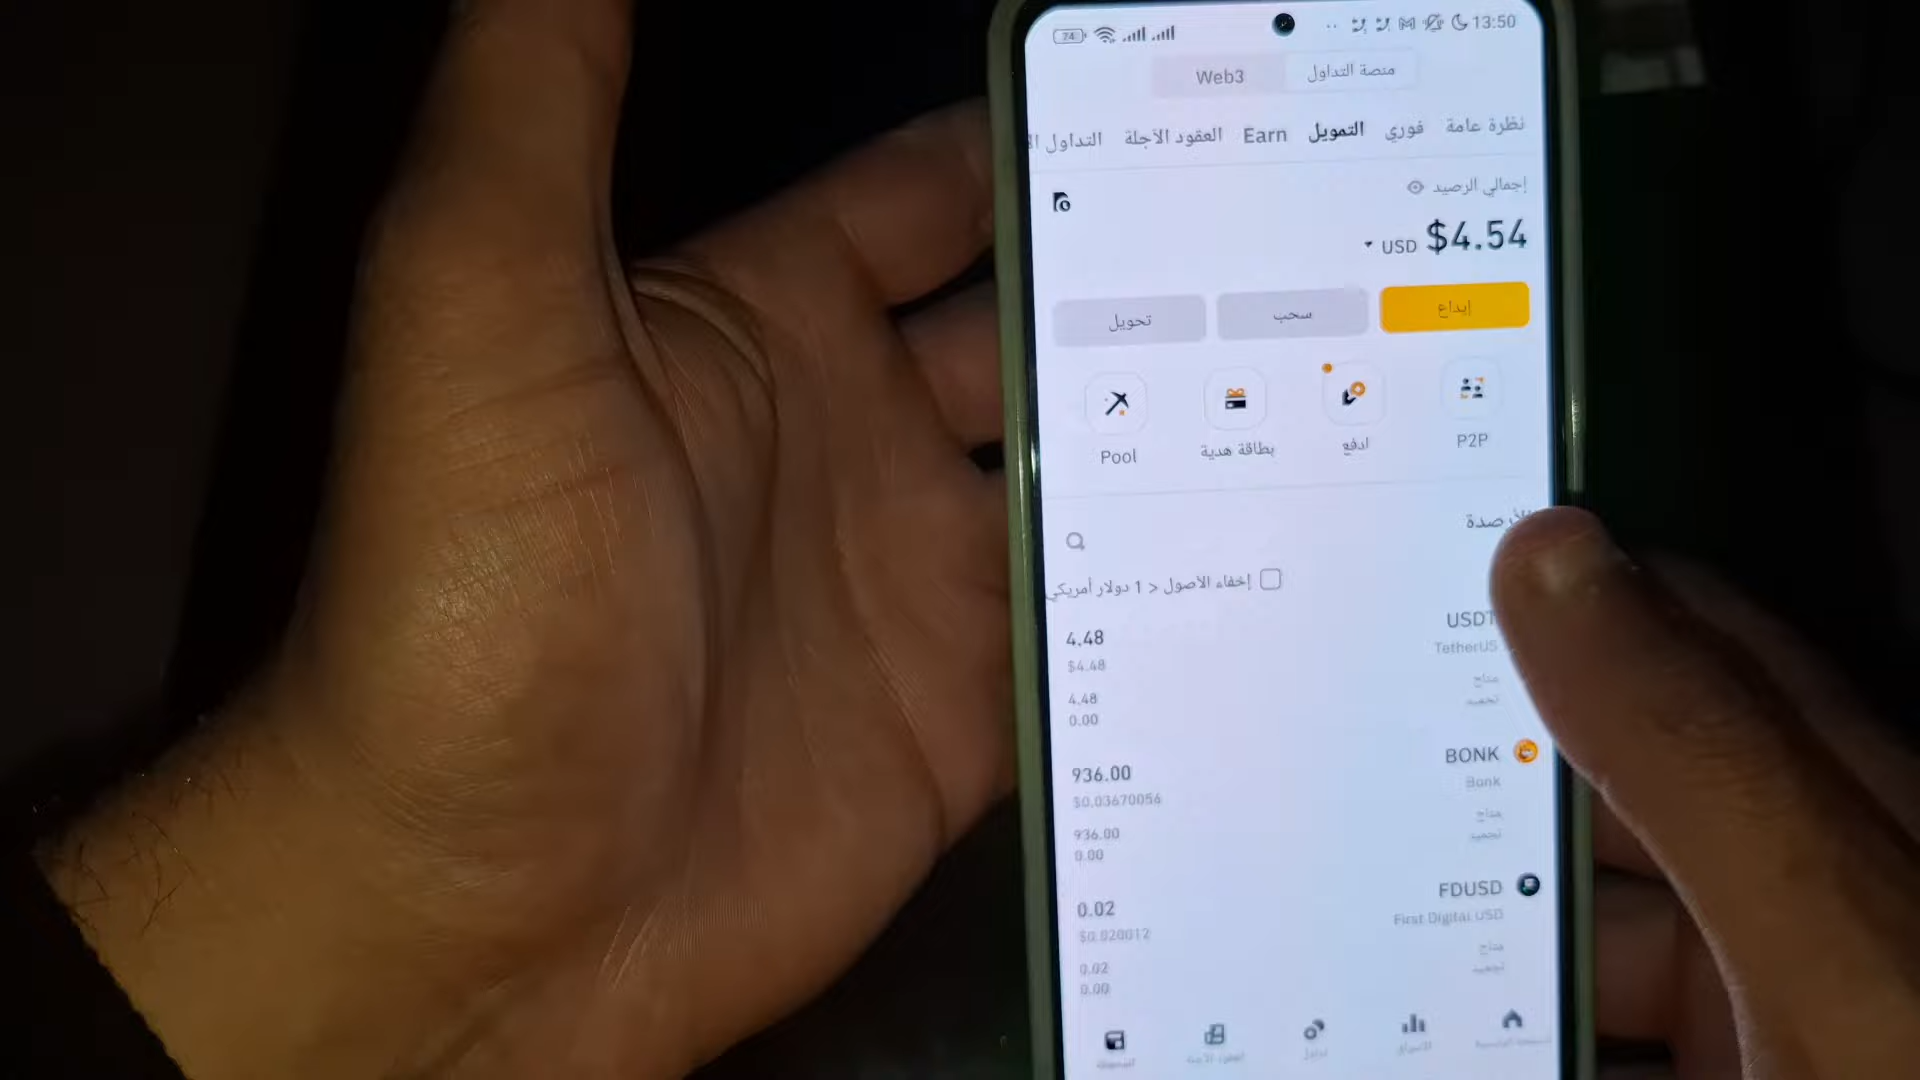 74 13:50
منصة التداول Web3
نظرة عامة فوري التمويل Earn العقود الآجلة التداول
إجمالي الرصيد
$4.54 USD
إيداع سحب تحويل
P2P ادفع بطاقة هدية Pool
الأرصدة
إخفاء الأصول < 1 دولار أمريكي
USDT 4.48
TetherUS $4.48
متاح 4.48
تجميد 0.00
BONK 936.00
Bonk $0.03670056
متاح 936.00
تجميد 0.00
FDUSD 0.02
First Digital USD $0.020012
متاح 0.02
تجميد 0.00